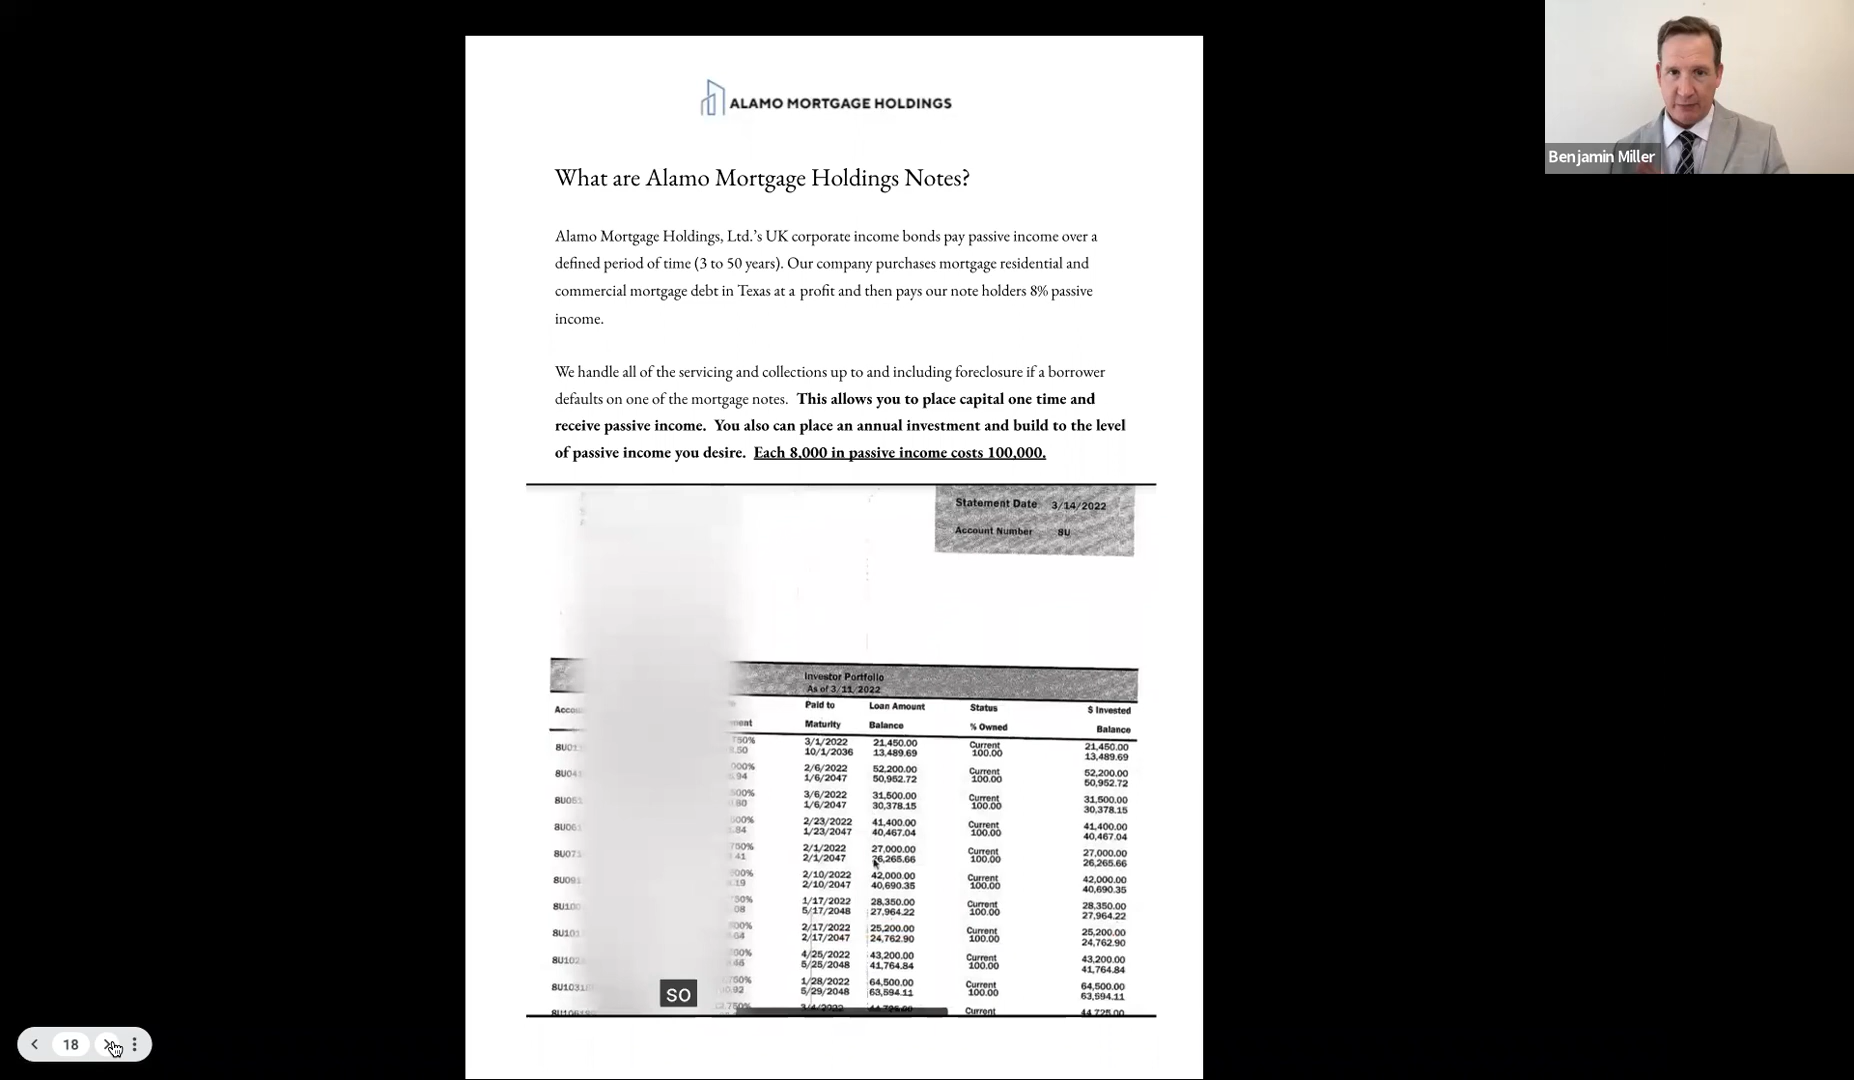 ALAMO MORTGAGE HOLDINGS
Benjamin Miller
What are Alamo Mortgage Holdings Notes?
Alamo Mortgage Holdings, Ltd.'s UK corporate income bonds pay passive income over a
defined period of time (3 to 50 years). Our company purchases mortgage residential and
commercial mortgage debt in Texas at a profit and then pays our note holders 8% passive
income.
We handle all of the servicing and collections up to and including foreclosure if a borrower
defaults on one of the mortgage notes. This allows you to place capital one time and
receive passive income. You also can place an annual investment and build to the level
of passive income you desire. Each 8,000 in passive income costs 100,000.
Statement Date 3/14/2022
Account Number 8U
Investor Portfolio
As of 3/11/2022
Paid to Loan Amount Status $ Invested
Maturity Balance % Owned Balance
3/1/2022 21,450.00 Current 21,450.00
10/1/2036 13,489.69 100.00 13,489.69
2/6/2022 52,200.00 Current 52,200.00
1/6/2047 50,952.72 100.00 50,952.72
3/6/2022 31,500.00 Current 31,500.00
1/6/2047 30,378.15 100.00 30,378.15
2/23/2022 41,400.00 Current 41,400.00
1/23/2047 40,467.04 100.00 40,467.04
2/1/2022 27,000.00 Current 27,000.00
2/1/2047 26,265.66 100.00 26,265.66
2/10/2022 42,000.00 Current 42,000.00
2/10/2047 40,690.35 100.00 40,690.35
1/17/2022 28,350.00 Current 28,350.00
5/17/2048 27,964.22 100.00 27,964.22
2/17/2022 25,200.00 Current 25,200.00
2/17/2047 24,762.90 100.00 24,762.90
4/25/2022 43,200.00 Current 43,200.00
5/25/2048 41,764.84 100.00 41,764.84
1/28/2022 64,500.00 Current 64,500.00
5/29/2048 63,594.11 100.00 63,594.11
Current
so
18